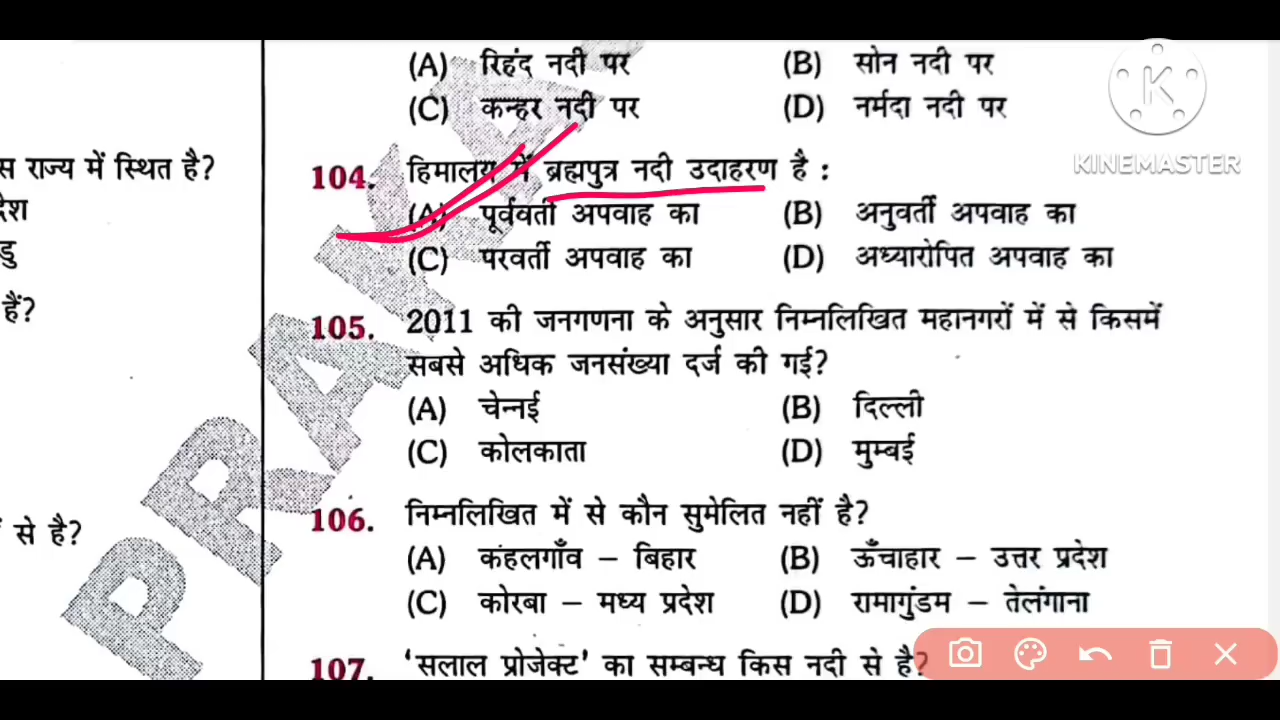 स राज्य में स्थित है?
देश
डु
हैं?
से है?
(A) रिहंद नदी पर (B) सोन नदी पर
(C) कन्हर नदी पर (D) नर्मदा नदी पर
104. हिमालय में ब्रह्मपुत्र नदी उदाहरण है :
(A) पूर्ववर्ती अपवाह का (B) अनुवर्ती अपवाह का
(C) परवर्ती अपवाह का (D) अध्यारोपित अपवाह का
105. 2011 की जनगणना के अनुसार निम्नलिखित महानगरों में से किसमें
सबसे अधिक जनसंख्या दर्ज की गई?
(A) चेन्नई (B) दिल्ली
(C) कोलकाता (D) मुम्बई
106. निम्नलिखित में से कौन सुमेलित नहीं है?
(A) कंहलगाँव – बिहार (B) ऊँचाहार – उत्तर प्रदेश
(C) कोरबा – मध्य प्रदेश (D) रामागुंडम – तेलंगाना
107. 'सलाल प्रोजेक्ट' का सम्बन्ध किस नदी से है?
K
KINEMASTER